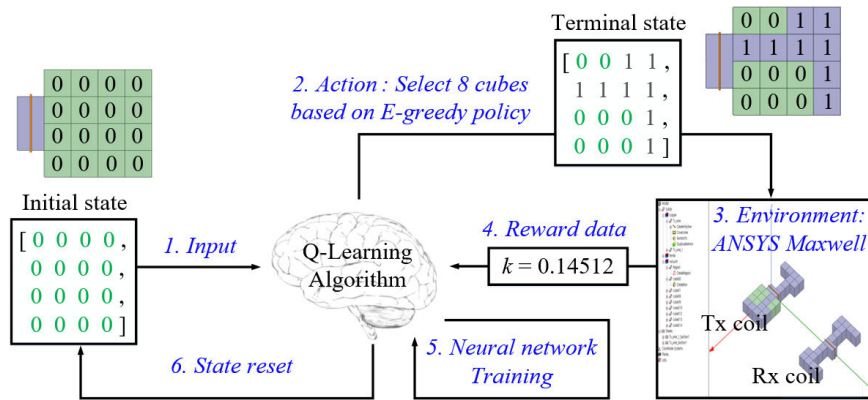 0 0 0 0
0 0 0 0
0 0 0 0
0 0 0 0
Initial state
[ 0 0 0 0 ,
0 0 0 0 ,
0 0 0 0 ,
0 0 0 0 ]
1. Input
2. Action : Select 8 cubes
based on E-greedy policy
Terminal state
[ 0 0 1 1 ,
1 1 1 1 ,
0 0 0 1 ,
0 0 0 1 ]
0 0 1 1
1 1 1 1
0 0 0 1
0 0 0 1
3. Environment:
ANSYS Maxwell
Tx coil
Rx coil
4. Reward data
k = 0.14512
Q-Learning
Algorithm
5. Neural network
Training
6. State reset